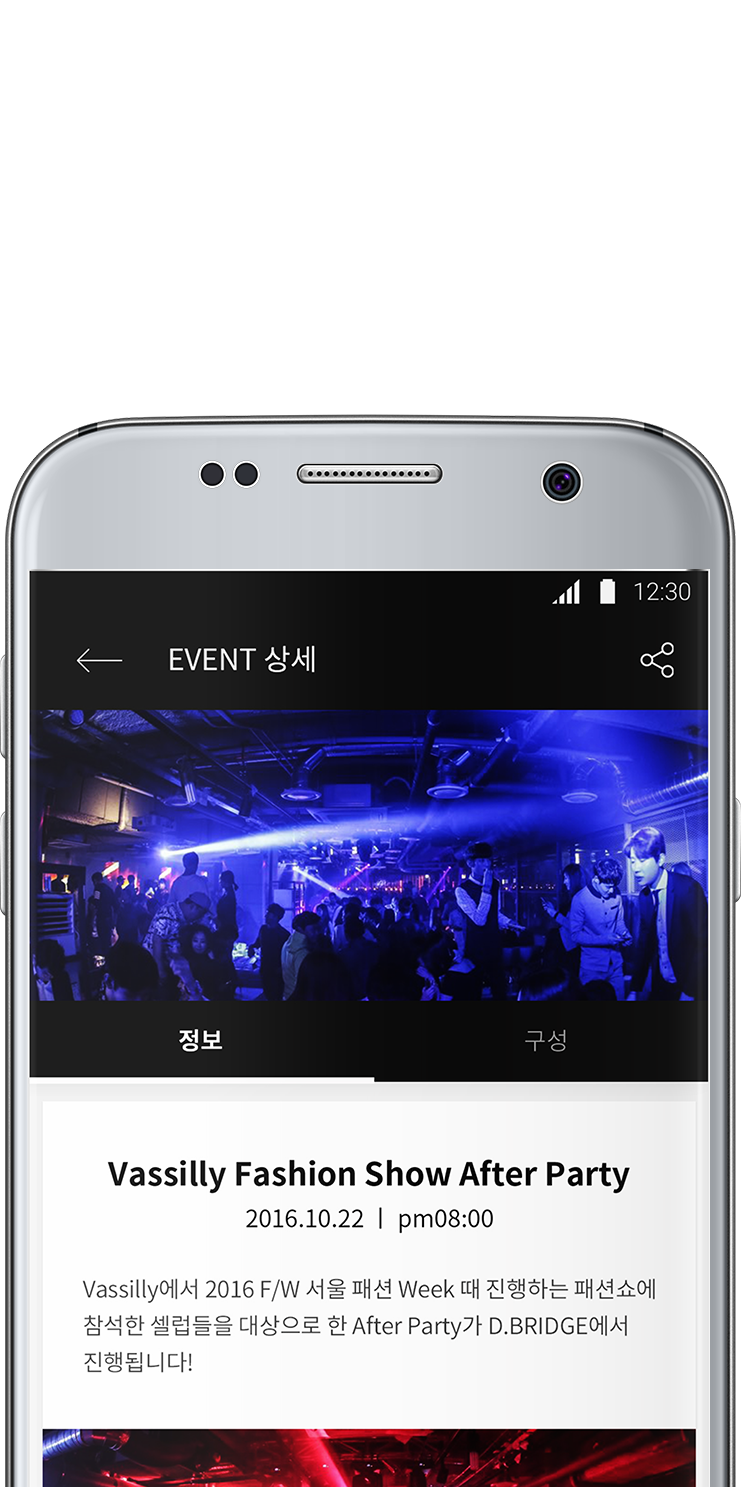 12:30
EVENT 상세
정보 구성
Vassilly Fashion Show After Party
2016.10.22 ㅣ pm08:00
Vassilly에서 2016 F/W 서울 패션 Week 때 진행하는 패션쇼에
참석한 셀럽들을 대상으로 한 After Party가 D.BRIDGE에서
진행됩니다!